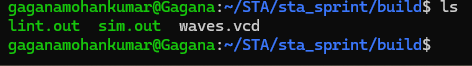 gaganamohankumar@Gagana:~/STA/sta_sprint/build$ ls
lint.out sim.out waves.vcd
gaganamohankumar@Gagana:~/STA/sta_sprint/build$